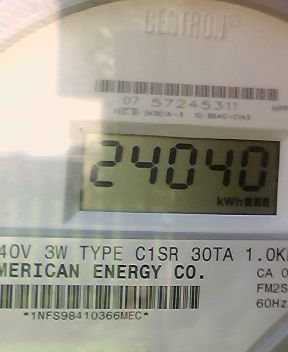 CENTRON
07 57245311
24040
kWh
40V 3W TYPE C1SR 30TA 1.0K
MERICAN ENERGY CO.
CA 0
FM2S
60Hz
*1NFS98410366MEC*